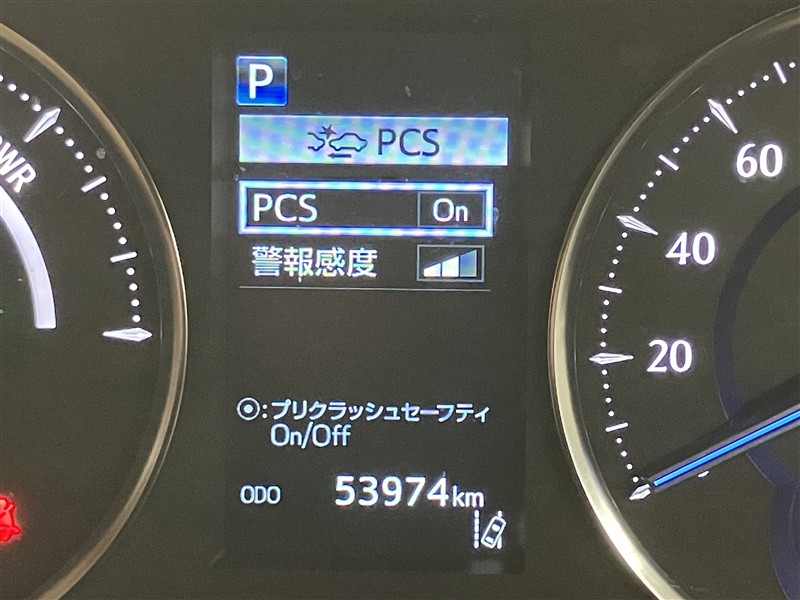 P
PCS
PCS On
警報感度
◎:プリクラッシュセーフティ
On/Off
ODO 53974km
WR
60
40
20